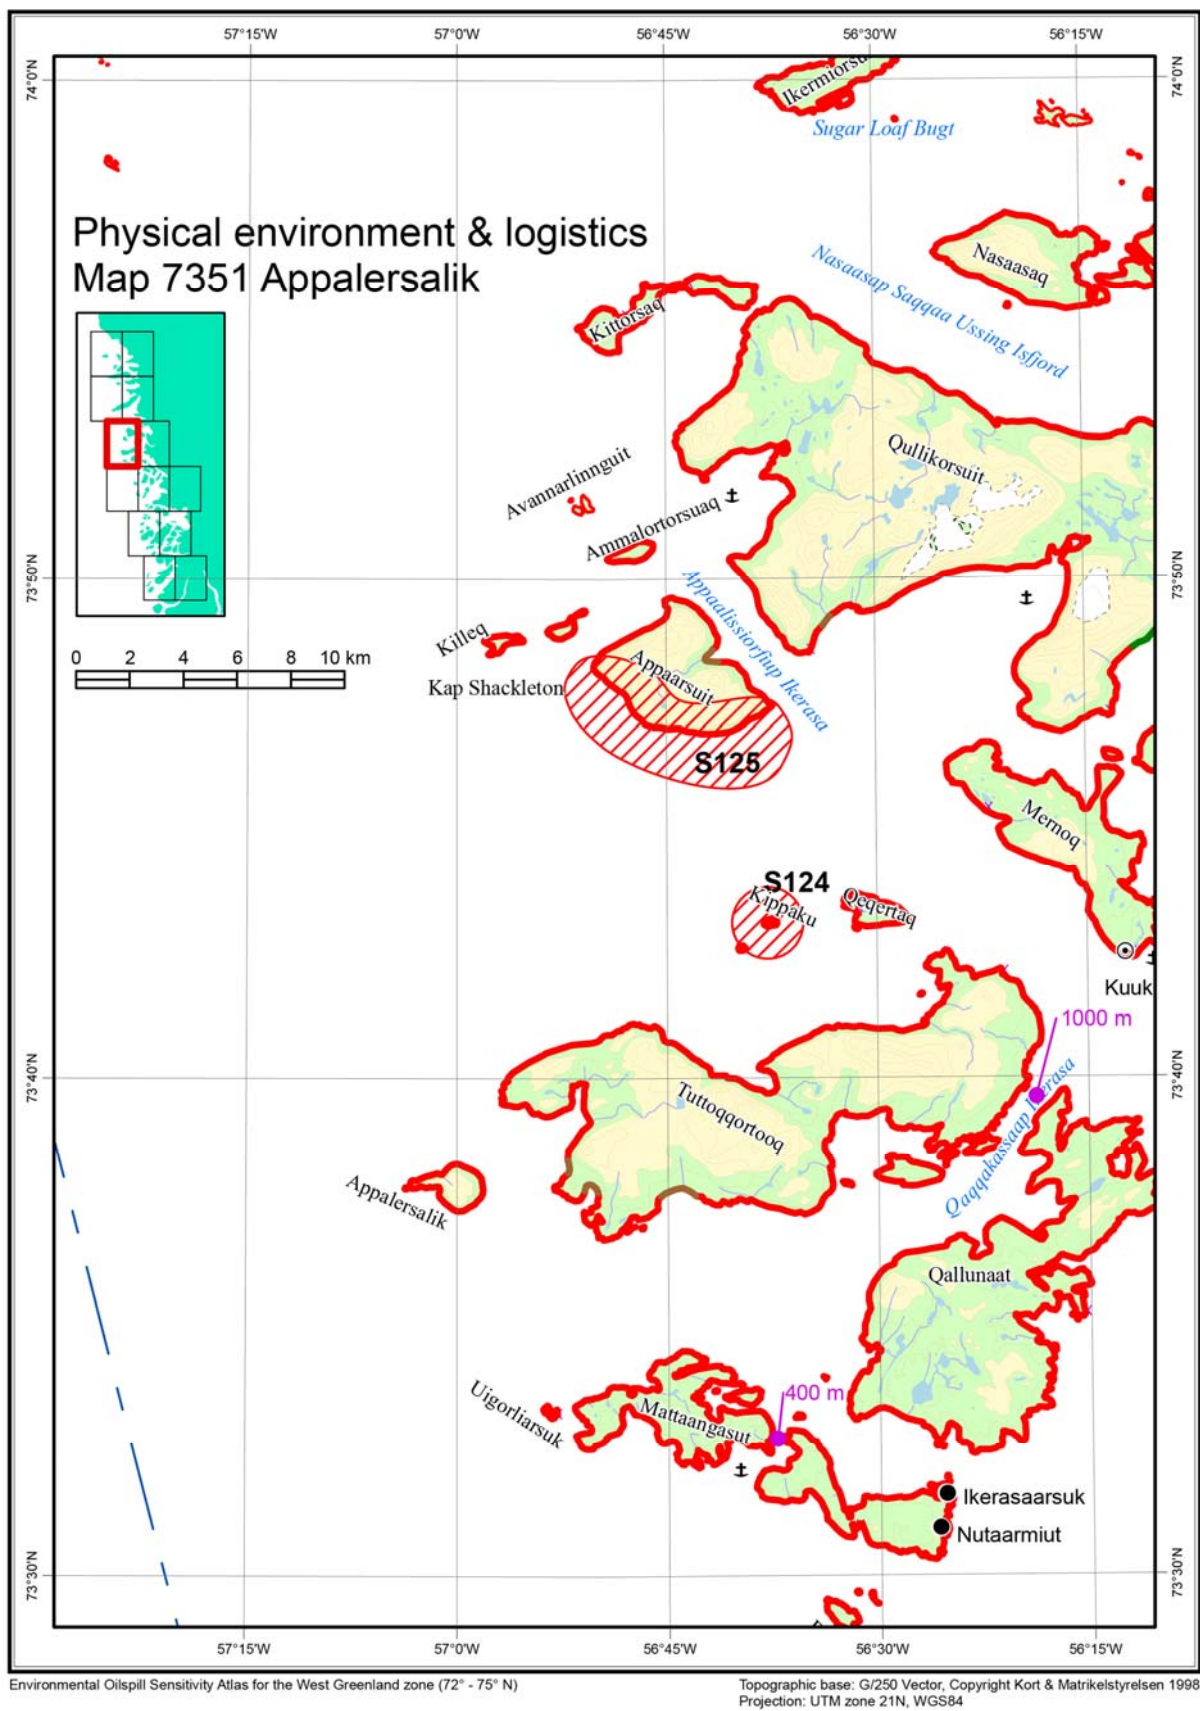 57°15'W 57°0'W 56°45'W 56°30'W 56°15'W
74°0'N
74°0'N
Ikermiorsu
Sugar Loaf Bugt
Physical environment & logistics
Map 7351 Appalersalik
Nasaasaq
Nasaasap Saqqaa Ussing Isfjord
Kittorsaq
Qullikorsuit
Avannarlinnguit
Ammalortorsuaq
73°50'N
73°50'N
Appaalissiorfiup Ikerasa
Killeq
0 2 4 6 8 10 km
Appaarsuit
Kap Shackleton
S125
Mernoq
S124
Kippaku
Qeqertaq
Kuuk
1000 m
73°40'N
73°40'N
Tuttoqqortooq
Qaqqakassaap Ikerasa
Appalersalik
Qallunaat
Uigorliarsuk
400 m
Mattaangasut
Ikerasaarsuk
Nutaarmiut
73°30'N
73°30'N
57°15'W 57°0'W 56°45'W 56°30'W 56°15'W
Environmental Oilspill Sensitivity Atlas for the West Greenland zone (72° - 75° N)
Topographic base: G/250 Vector, Copyright Kort & Matrikelstyrelsen 1998
Projection: UTM zone 21N, WGS84